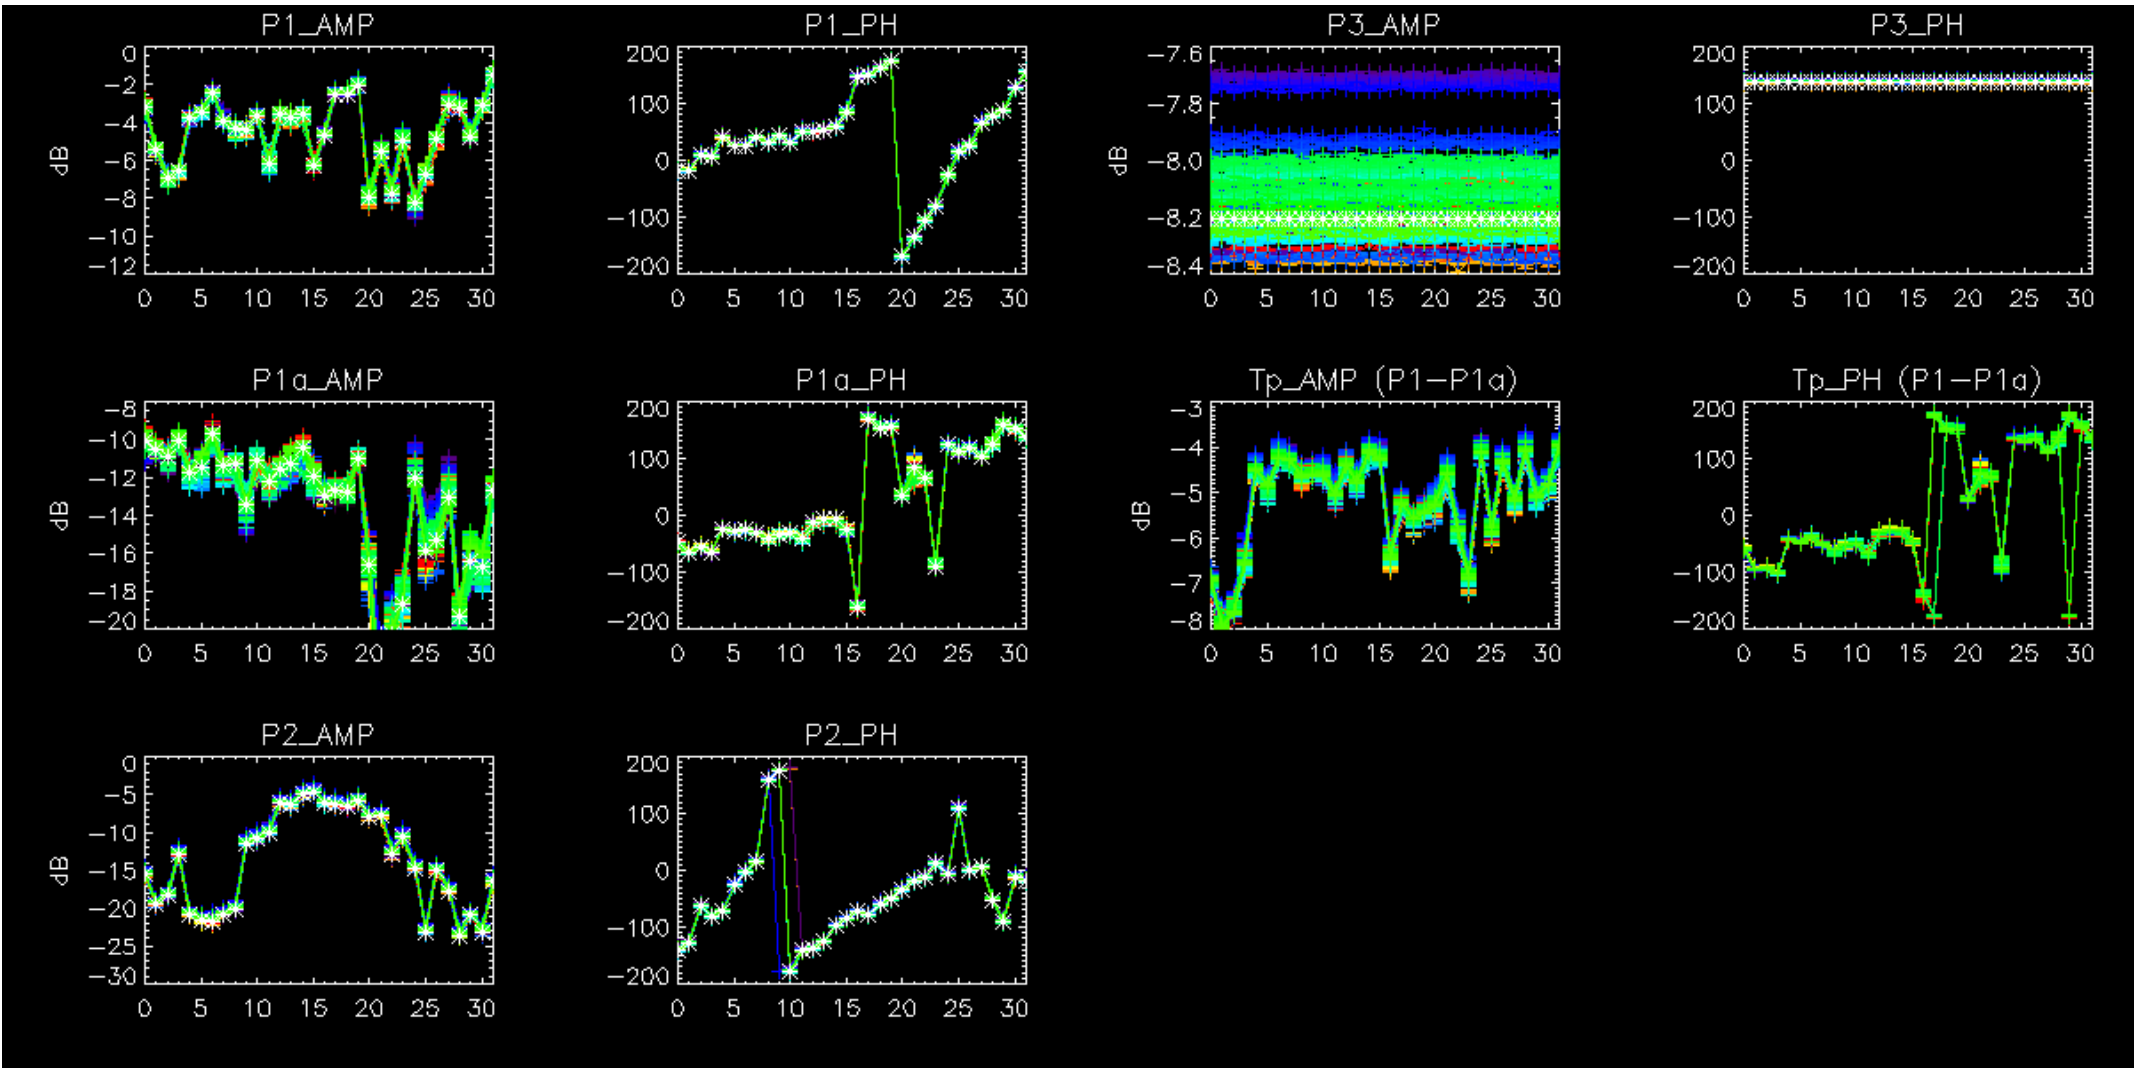 P1_AMP
P1_PH
P3_AMP
P3_PH
0
−2
−4
−6
−8
−10
−12
dB
0 5 10 15 20 25 30
200
100
0
−100
−200
0 5 10 15 20 25 30
−7.6
−7.8
−8.0
−8.2
−8.4
dB
0 5 10 15 20 25 30
200
100
0
−100
−200
0 5 10 15 20 25 30
P1a_AMP
P1a_PH
Tp_AMP (P1−P1a)
Tp_PH (P1−P1a)
−8
−10
−12
−14
−16
−18
−20
dB
0 5 10 15 20 25 30
200
100
0
−100
−200
0 5 10 15 20 25 30
−3
−4
−5
−6
−7
−8
dB
0 5 10 15 20 25 30
200
100
0
−100
−200
0 5 10 15 20 25 30
P2_AMP
P2_PH
0
−5
−10
−15
−20
−25
−30
dB
0 5 10 15 20 25 30
200
100
0
−100
−200
0 5 10 15 20 25 30